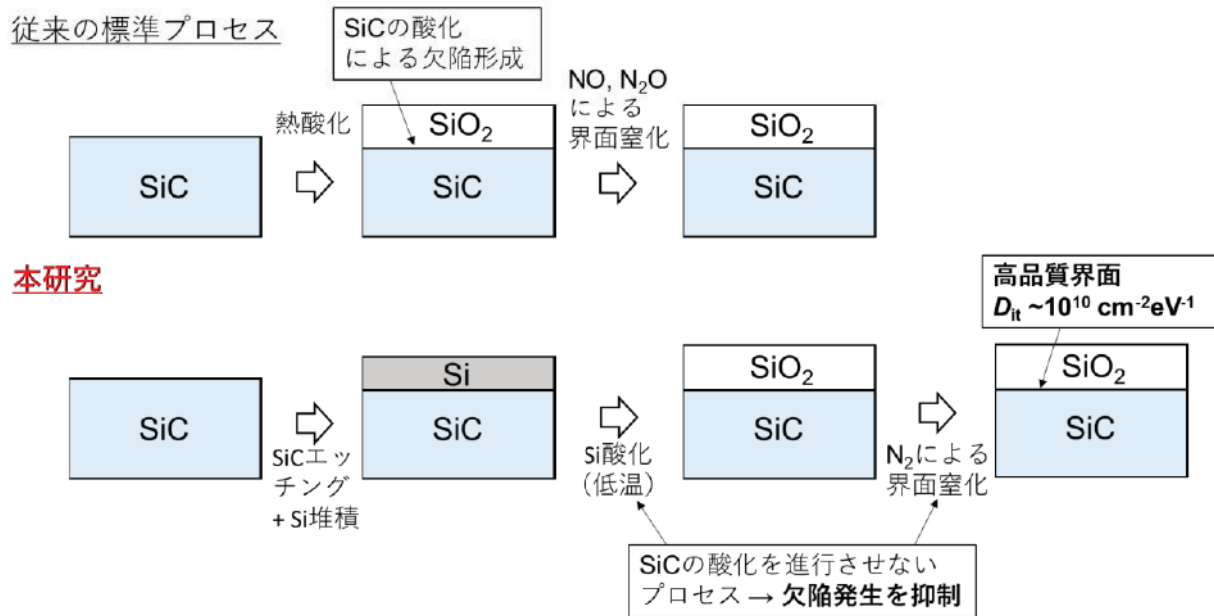 従来の標準プロセス
SiCの酸化
による欠陥形成
熱酸化
NO, N₂O
による
界面窒化
SiC
SiO₂
SiC
SiO₂
SiC
本研究
高品質界面
Dit ~10¹⁰ cm⁻²eV⁻¹
SiC
Si
SiC
SiO₂
SiC
SiO₂
SiC
SiCエッ
チング
+ Si堆積
Si酸化
（低温）
N₂による
界面窒化
SiCの酸化を進行させない
プロセス → 欠陥発生を抑制